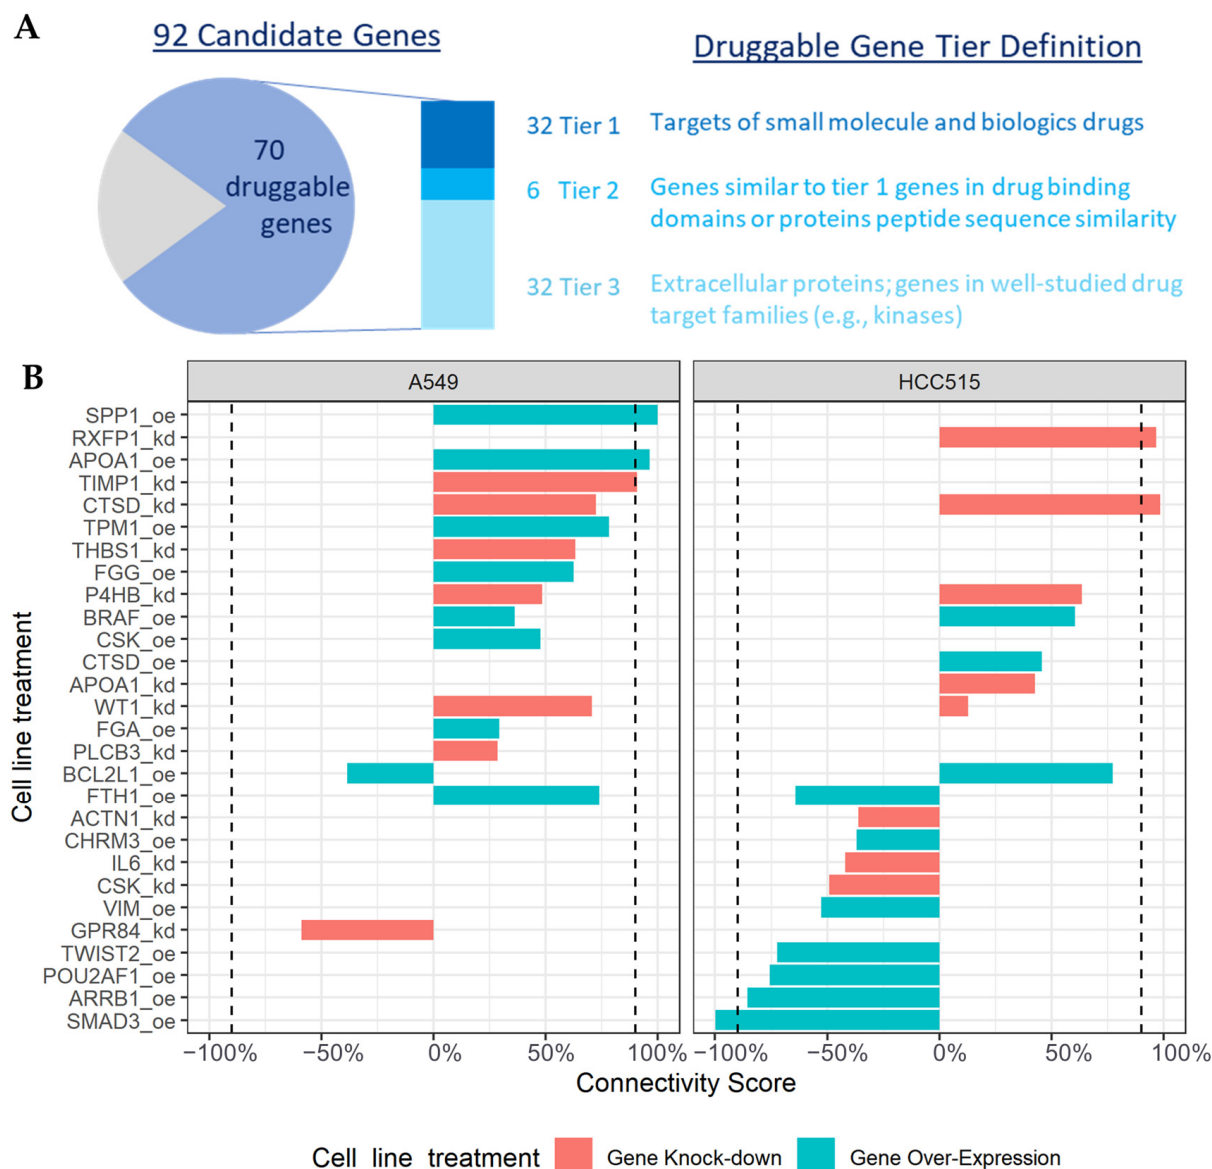 A
92 Candidate Genes
Druggable Gene Tier Definition
70
druggable
genes
32 Tier 1
Targets of small molecule and biologics drugs
6 Tier 2
Genes similar to tier 1 genes in drug binding
domains or proteins peptide sequence similarity
32 Tier 3
Extracellular proteins; genes in well-studied drug
target families (e.g., kinases)
B
A549
HCC515
Cell line treatment
SPP1_oe
RXFP1_kd
APOA1_oe
TIMP1_kd
CTSD_kd
TPM1_oe
THBS1_kd
FGG_oe
P4HB_kd
BRAF_oe
CSK_oe
CTSD_oe
APOA1_kd
WT1_kd
FGA_oe
PLCB3_kd
BCL2L1_oe
FTH1_oe
ACTN1_kd
CHRM3_oe
IL6_kd
CSK_kd
VIM_oe
GPR84_kd
TWIST2_oe
POU2AF1_oe
ARRB1_oe
SMAD3_oe
−100% −50% 0% 50% 100%
−100% −50% 0% 50% 100%
Connectivity Score
Cell line treatment Gene Knock-down Gene Over-Expression